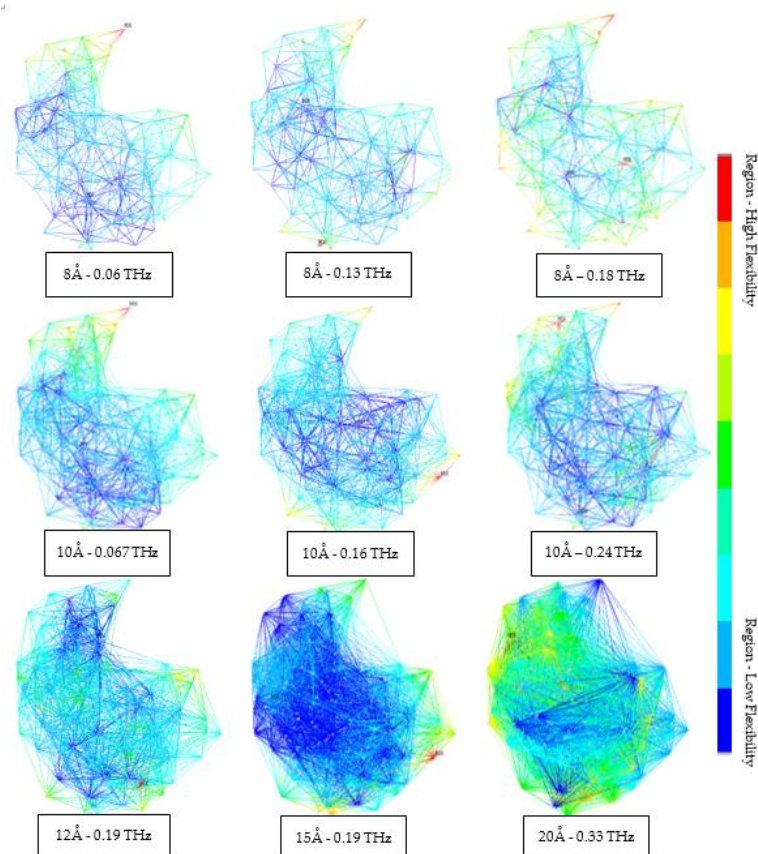 8Å - 0.06 THz
8Å - 0.13 THz
8Å – 0.18 THz
10Å - 0.067 THz
10Å - 0.16 THz
10Å – 0.24 THz
12Å - 0.19 THz
15Å - 0.19 THz
20Å - 0.33 THz
Region - High Flexibility
Region - Low Flexibility